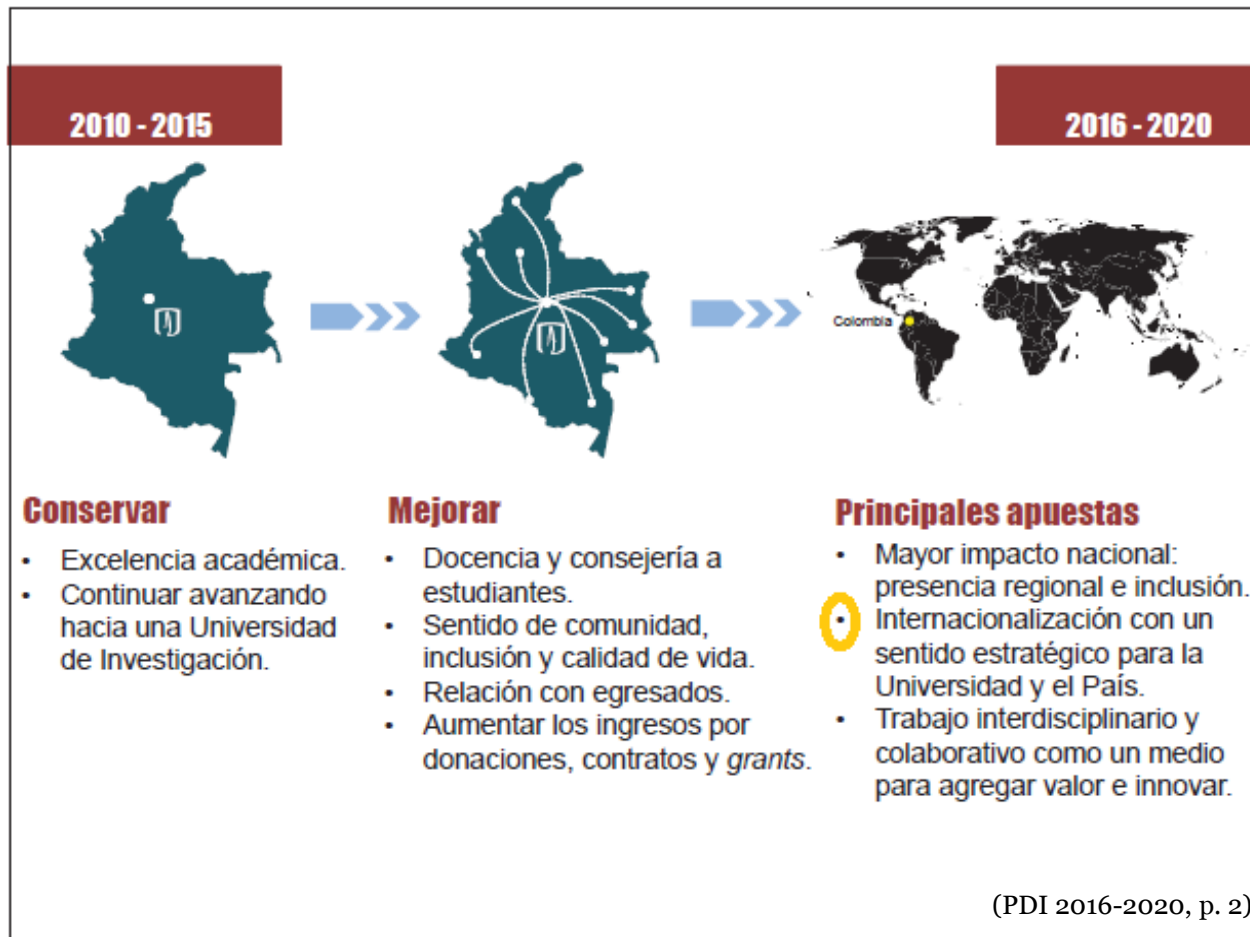 2010 - 2015
2016 - 2020
Colombia
Conservar
• Excelencia académica.
• Continuar avanzando
hacia una Universidad
de Investigación.
Mejorar
• Docencia y consejería a
estudiantes.
• Sentido de comunidad,
inclusión y calidad de vida.
• Relación con egresados.
• Aumentar los ingresos por
donaciones, contratos y grants.
Principales apuestas
• Mayor impacto nacional:
presencia regional e inclusión.
• Internacionalización con un
sentido estratégico para la
Universidad y el País.
• Trabajo interdisciplinario y
colaborativo como un medio
para agregar valor e innovar.
(PDI 2016-2020, p. 2)